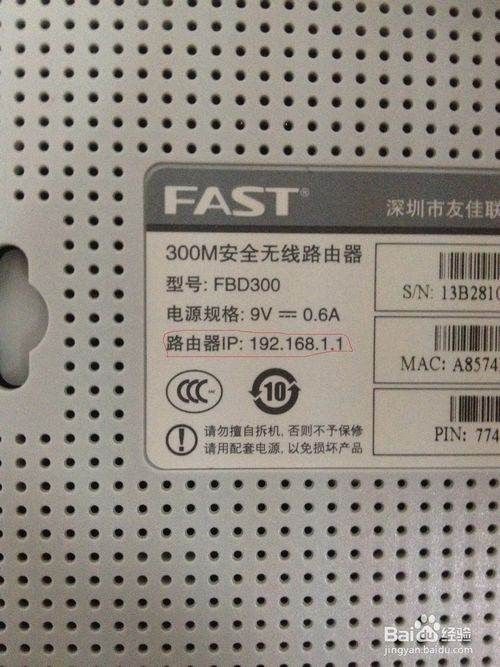 FAST®
深圳市友佳联
300M安全无线路由器
型号: FBD300
电源规格: 9V⎓0.6A
路由器IP: 192.168.1.1
S/N: 13B2810
MAC: A8574
PIN: 774
CCC
10
请勿擅自拆机, 否则不予保修
请用配套电源, 以免损坏产品
Baidu经验
jingyan.baidu.com